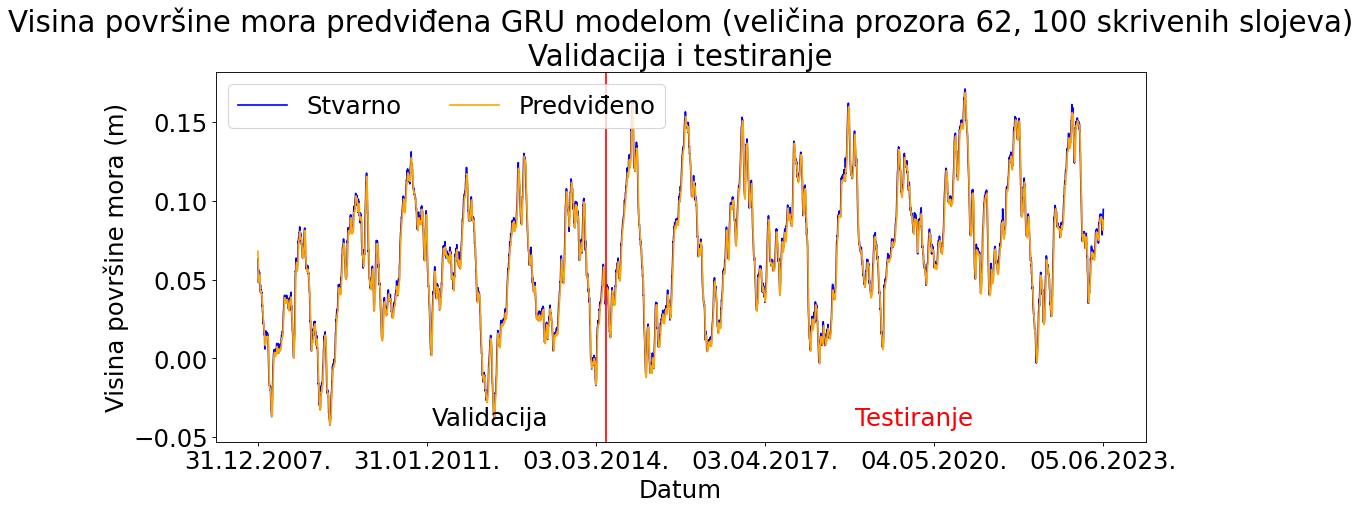 Visina površine mora predviđena GRU modelom (veličina prozora 62, 100 skrivenih slojeva)
Validacija i testiranje
Stvarno
Predviđeno
Visina površine mora (m)
0.15
0.10
0.05
0.00
−0.05
Validacija
Testiranje
31.12.2007.
31.01.2011.
03.03.2014.
03.04.2017.
04.05.2020.
05.06.2023.
Datum